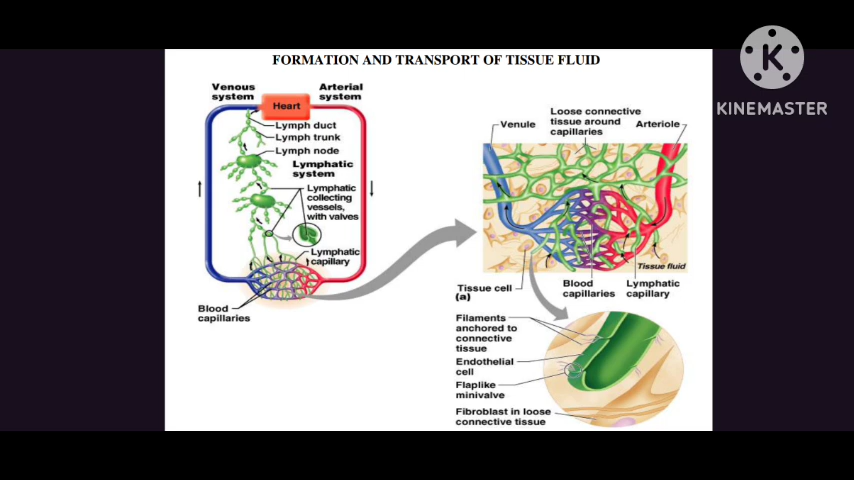 FORMATION AND TRANSPORT OF TISSUE FLUID
KINEMASTER
Venous
system
Arterial
system
Heart
Lymph duct
Lymph trunk
Lymph node
Lymphatic
system
Lymphatic
collecting
vessels,
with valves
Lymphatic
capillary
Blood
capillaries
Venule
Loose connective
tissue around
capillaries
Arteriole
Tissue fluid
Tissue cell
(a)
Blood
capillaries
Lymphatic
capillary
Filaments
anchored to
connective
tissue
Endothelial
cell
Flaplike
minivalve
Fibroblast in loose
connective tissue